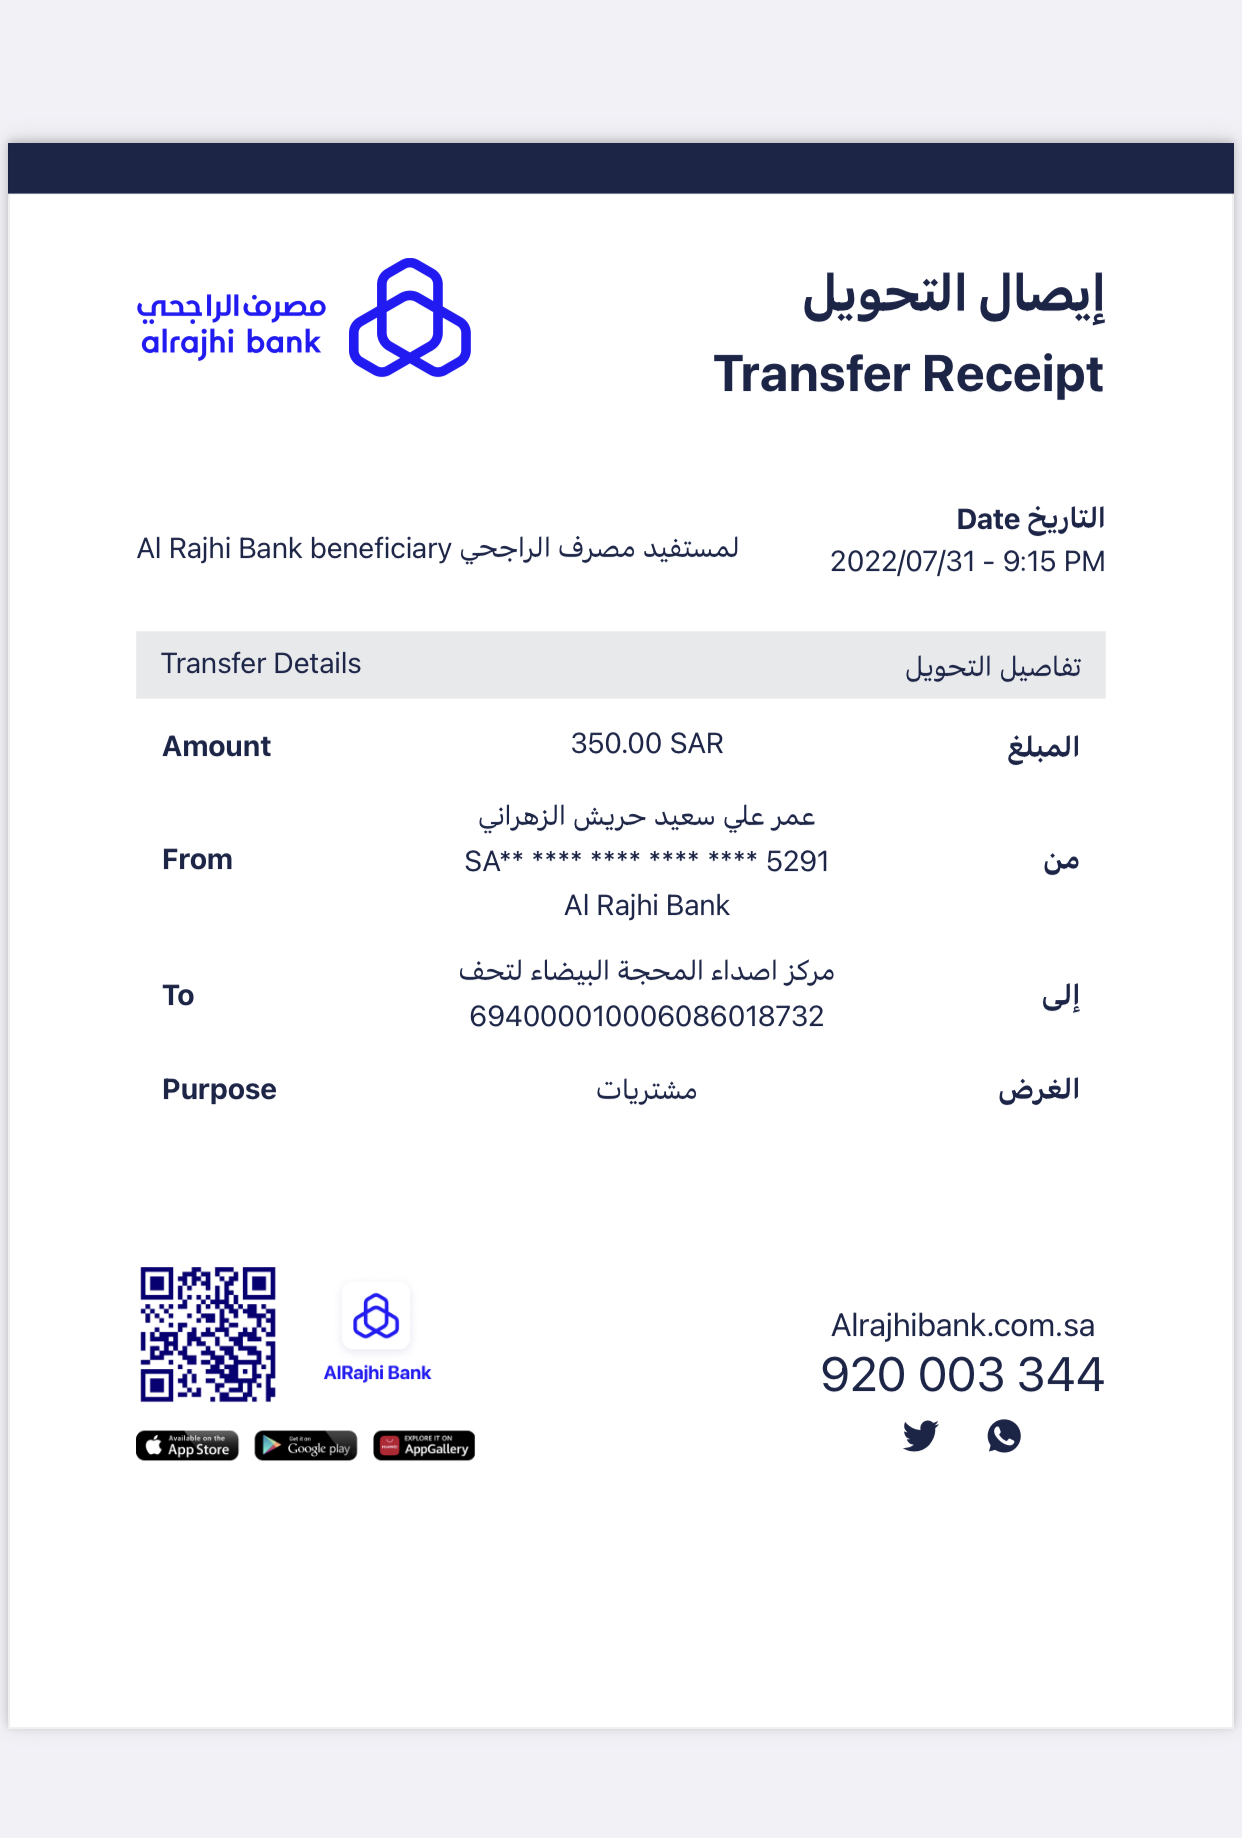 مصرف الراجحي
alrajhi bank
إيصال التحويل
Transfer Receipt
التاريخ Date
2022/07/31 - 9:15 PM
لمستفيد مصرف الراجحي Al Rajhi Bank beneficiary
Transfer Details تفاصيل التحويل
Amount 350.00 SAR المبلغ
عمر علي سعيد حريش الزهراني
From SA** **** **** **** **** 5291 من
Al Rajhi Bank
مركز اصداء المحجة البيضاء لتحف
To إلى
694000010006086018732
Purpose مشتريات الغرض
AlRajhi Bank
Available on the
App Store
Get it on
Google play
EXPLORE IT ON
AppGallery
Alrajhibank.com.sa
920 003 344